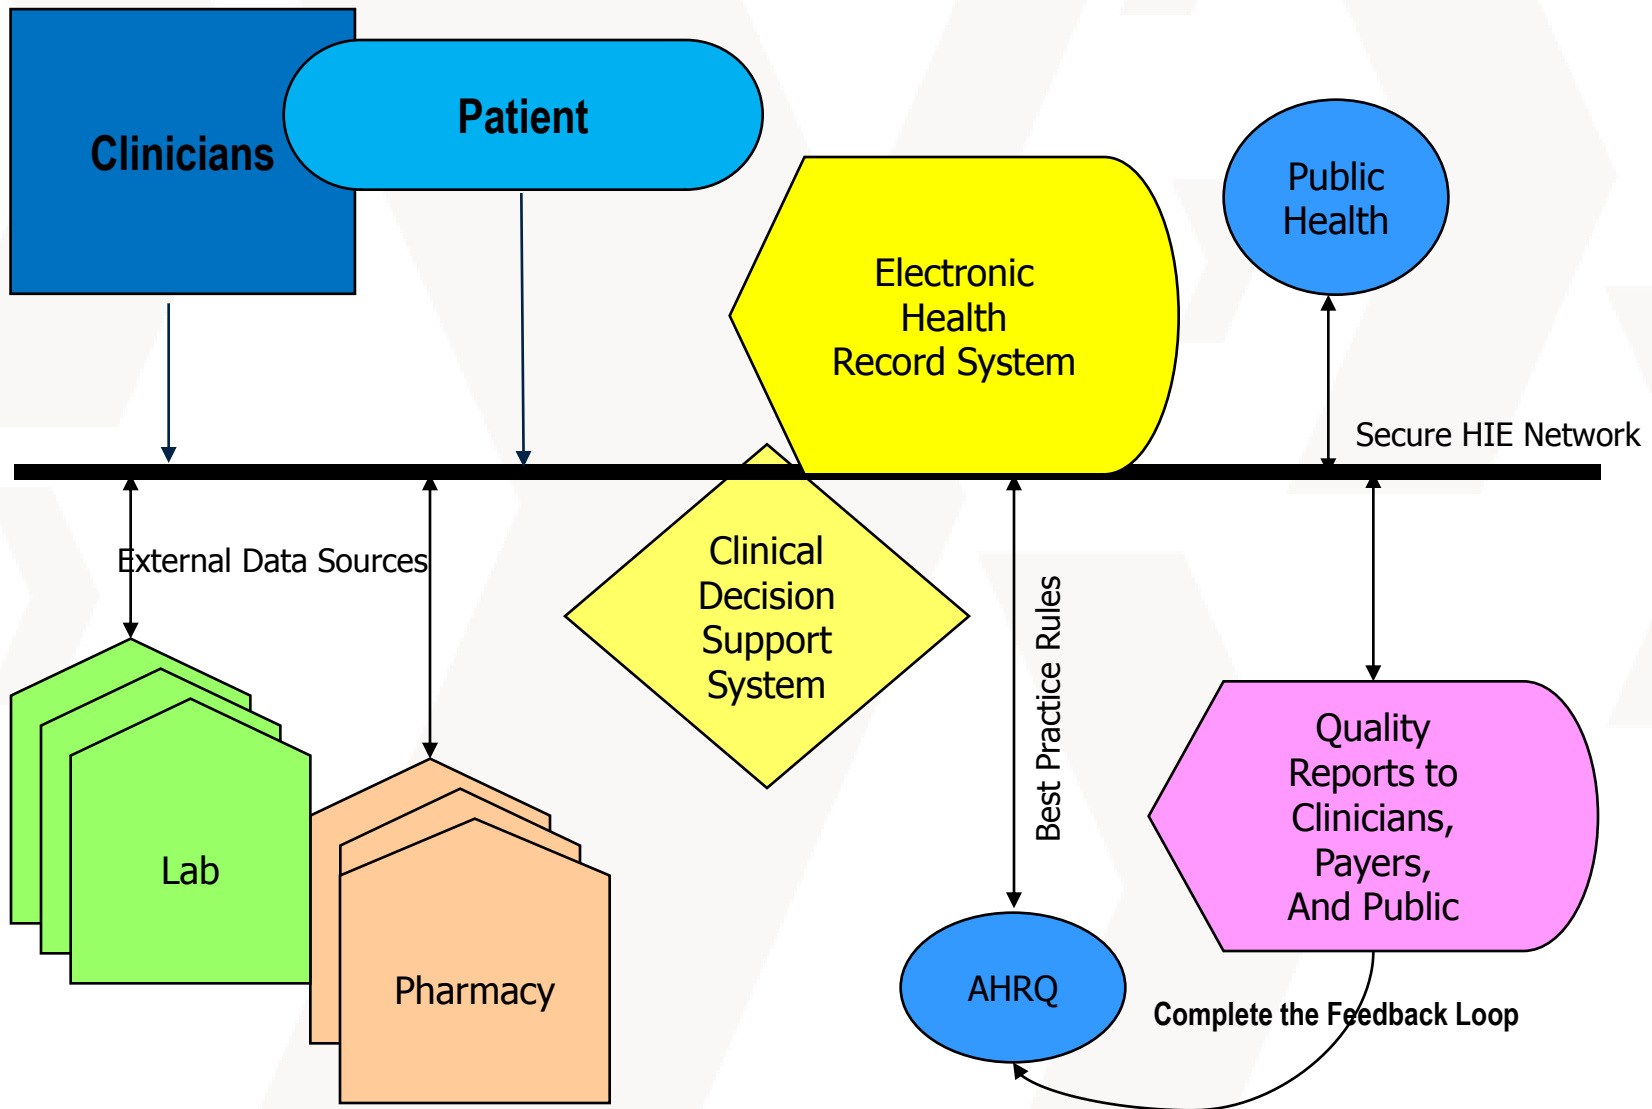 Clinicians
Patient
Electronic
Health
Record System
Public
Health
Secure HIE Network
External Data Sources
Clinical
Decision
Support
System
Best Practice Rules
Quality
Reports to
Clinicians,
Payers,
And Public
Lab
Pharmacy
AHRQ
Complete the Feedback Loop